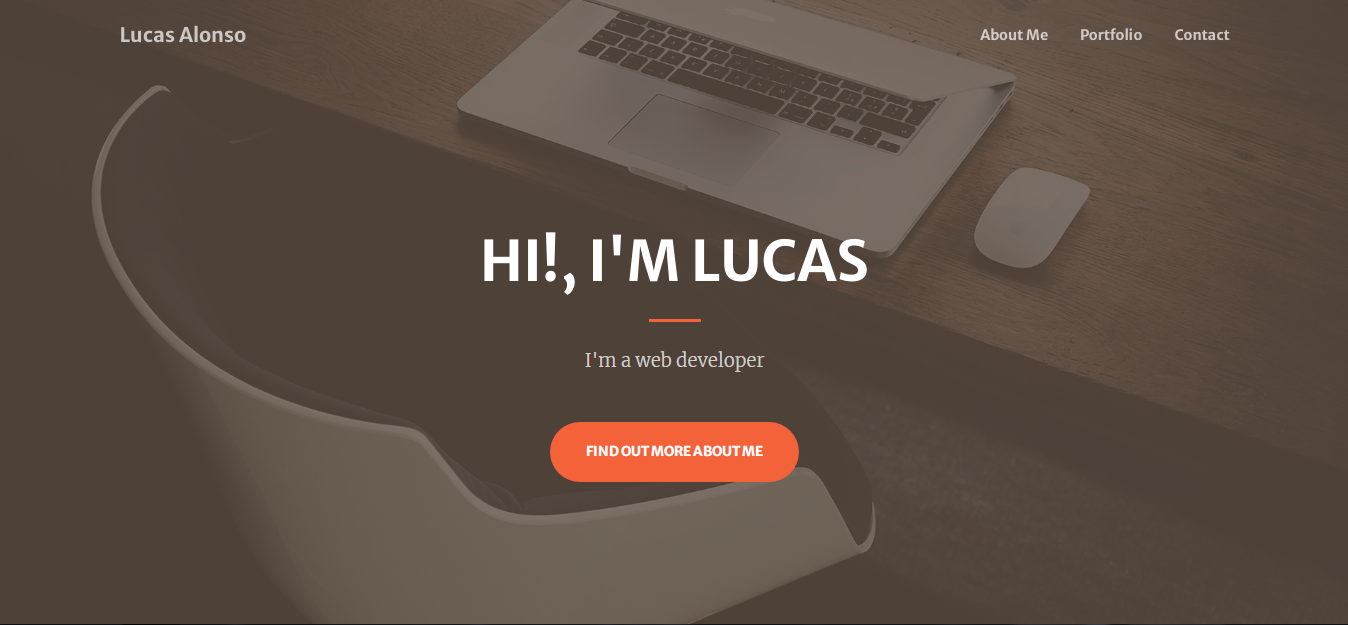 Lucas Alonso
About Me
Portfolio
Contact
HI!, I'M LUCAS
I'm a web developer
FIND OUT MORE ABOUT ME